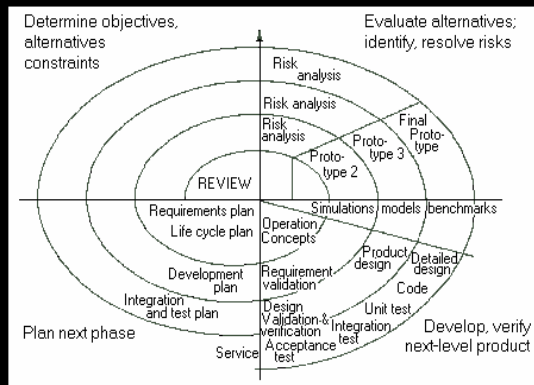 Determine objectives,
alternatives
constraints
Evaluate alternatives;
identify, resolve risks
Risk
analysis
Risk analysis
Risk
analysis
Proto-
type 2
Proto-
type 3
Final
Proto-
type
REVIEW
Requirements plan
Life cycle plan
Development
plan
Integration
and test plan
Plan next phase
Simulations models benchmarks
Operation
Concepts
Requirement
validation
Product
design
Detailed
design
Code
Unit test
Integration
test
Design
Validation &
verification
Acceptance
test
Service
Develop, verify
next-level product